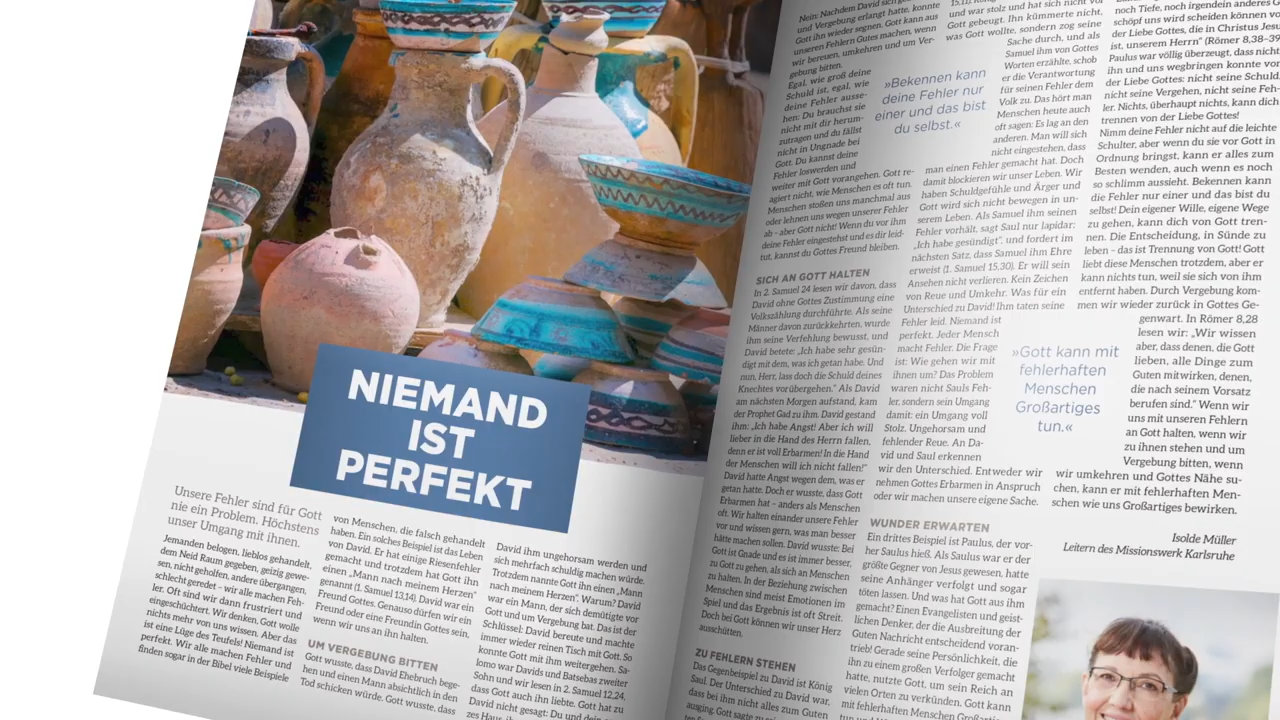 NIEMAND
IST
PERFEKT
Unsere Fehler sind für Gott
nie ein Problem. Höchstens
unser Umgang mit ihnen.
Jemanden belogen, lieblos gehandelt,
dem Neid Raum gegeben, geizig gewe-
sen, nicht geholfen, andere übergangen,
schlecht geredet – wir alle machen Feh-
ler. Oft sind wir dann frustriert und
eingeschüchtert. Wir denken, Gott wolle
nichts mehr von uns wissen. Aber das
ist eine Lüge des Teufels! Niemand ist
perfekt. Wir alle machen Fehler und
finden sogar in der Bibel viele Beispiele
von Menschen, die falsch gehandelt
haben. Ein solches Beispiel ist das Leben
von David. Er hat einige Riesenfehler
gemacht und trotzdem hat Gott ihn
einen „Mann nach meinem Herzen"
genannt (1. Samuel 13,14). David war ein
Freund Gottes. Genauso dürfen wir ein
Freund oder eine Freundin Gottes sein,
wenn wir uns an ihn halten.
UM VERGEBUNG BITTEN
Gott wusste, dass David Ehebruch bege-
hen und einen Mann absichtlich in den
Tod schicken würde. Gott wusste, dass
David ihm ungehorsam werden und
sich mehrfach schuldig machen würde.
Trotzdem nannte Gott ihn einen „Mann
nach meinem Herzen". Warum? David
war ein Mann, der sich demütigte vor
Gott und um Vergebung bat. Das ist der
Schlüssel: David bereute und machte
immer wieder reinen Tisch mit Gott. So
konnte Gott mit ihm weitergehen. Sa-
lomo war Davids und Batsebas zweiter
Sohn und wir lesen in 2. Samuel 12,24,
dass Gott auch ihn liebte. Gott hat zu
David nicht gesagt: Du und dein
Nein: Nachdem David sich
und Vergebung erlangt hatte, konnte
Gott ihn wieder segnen. Gott kann aus
unseren Fehlern Gutes machen, wenn
wir bereuen, umkehren und um Ver-
gebung bitten.
Egal, wie groß deine
Schuld ist, egal, wie
deine Fehler ausse-
hen: Du brauchst sie
nicht mit dir herum-
zutragen und du fällst
nicht in Ungnade bei
Gott. Du kannst deine
Fehler loswerden und
weiter mit Gott vorangehen. Gott re-
agiert nicht, wie Menschen es oft tun.
Menschen stoßen uns manchmal aus
oder lehnen uns wegen unserer Fehler
ab – aber Gott nicht! Wenn du vor ihm
deine Fehler eingestehst und es dir leid-
tut, kannst du Gottes Freund bleiben.
SICH AN GOTT HALTEN
In 2. Samuel 24 lesen wir davon, dass
David ohne Gottes Zustimmung eine
Volkszählung durchführte. Als seine
Männer davon zurückkehrten, wurde
ihm seine Verfehlung bewusst, und
David betete: „Ich habe sehr gesün-
digt mit dem, was ich getan habe. Und
nun, Herr, lass doch die Schuld deines
Knechtes vorübergehen." Als David
am nächsten Morgen aufstand, kam
der Prophet Gad zu ihm. David gestand
ihm: „Ich habe Angst! Aber ich will
lieber in die Hand des Herrn fallen,
denn er ist voll Erbarmen! In die Hand
der Menschen will ich nicht fallen!"
David hatte Angst wegen dem, was er
getan hatte. Doch er wusste, dass Gott
Erbarmen hat – anders als Menschen
oft. Wir halten einander unsere Fehler
vor und wissen gern, was man besser
hätte machen sollen. David wusste: Bei
Gott ist Gnade und es ist immer besser,
zu Gott zu gehen, als sich an Menschen
zu halten. In der Beziehung zwischen
Menschen sind meist Emotionen im
Spiel und das Ergebnis ist oft Streit.
Doch bei Gott können wir unser Herz
ausschütten.
ZU FEHLERN STEHEN
Das Gegenbeispiel zu David ist König
Saul. Der Unterschied zu David war,
dass bei ihm nicht alles zum Guten
»Bekennen kann
deine Fehler nur
einer und das bist
du selbst.«
und war stolz und hat sich nicht vor
Gott gebeugt. Ihn kümmerte nicht,
was Gott wollte, sondern zog seine
Sache durch, und als
Samuel ihm von Gottes
Worten erzählte, schob
er die Verantwortung
für seinen Fehler dem
Volk zu. Das hört man
Menschen heute auch
oft sagen: Es lag an den
anderen. Man will sich
nicht eingestehen, dass
man einen Fehler gemacht hat. Doch
damit blockieren wir unser Leben. Wir
haben Schuldgefühle und Ärger und
Gott wird sich nicht bewegen in un-
serem Leben. Als Samuel ihm seinen
Fehler vorhält, sagt Saul nur lapidar:
„Ich habe gesündigt", und fordert im
nächsten Satz, dass Samuel ihm Ehre
erweist (1. Samuel 15,30). Er will sein
Ansehen nicht verlieren. Kein Zeichen
von Reue und Umkehr. Was für ein
Unterschied zu David! Ihm taten seine
Fehler leid. Niemand ist
perfekt. Jeder Mensch
macht Fehler. Die Frage
ist: Wie gehen wir mit
ihnen um? Das Problem
waren nicht Sauls Feh-
ler, sondern sein Umgang
damit: ein Umgang voll
Stolz, Ungehorsam und
fehlender Reue. An Da-
vid und Saul erkennen
wir den Unterschied. Entweder wir
nehmen Gottes Erbarmen in Anspruch
oder wir machen unsere eigene Sache.
WUNDER ERWARTEN
Ein drittes Beispiel ist Paulus, der vor-
her Saulus hieß. Als Saulus war er der
größte Gegner von Jesus gewesen, hatte
seine Anhänger verfolgt und sogar
töten lassen. Und was hat Gott aus ihm
gemacht? Einen Evangelisten und geist-
lichen Denker, der die Ausbreitung der
Guten Nachricht entscheidend voran-
trieb! Gerade seine Persönlichkeit, die
ihn zu einem großen Verfolger gemacht
hatte, nutzte Gott, um sein Reich an
vielen Orten zu verkünden. Gott kann
mit fehlerhaften Menschen
»Gott kann mit
fehlerhaften
Menschen
Großartiges
tun.«
noch Tiefe, noch irgendein anderes
schöpf uns wird scheiden können
der Liebe Gottes, die in Christus Jesus
ist, unserem Herrn" (Römer 8,38–39
Paulus war völlig überzeugt, dass nichts
ihn und uns wegbringen konnte von
der Liebe Gottes: nicht seine Schuld,
nicht seine Vergehen, nicht seine Feh-
ler. Nichts, überhaupt nichts, kann dich
trennen von der Liebe Gottes!
Nimm deine Fehler nicht auf die leichte
Schulter, aber wenn du sie vor Gott in
Ordnung bringst, kann er alles zum
Besten wenden, auch wenn es noch
so schlimm aussieht. Bekennen kann
die Fehler nur einer und das bist du
selbst! Dein eigener Wille, eigene Wege
zu gehen, kann dich von Gott tren-
nen. Die Entscheidung, in Sünde zu
leben – das ist Trennung von Gott! Gott
liebt diese Menschen trotzdem, aber er
kann nichts tun, weil sie sich von ihm
entfernt haben. Durch Vergebung kom-
men wir wieder zurück in Gottes Ge-
genwart. In Römer 8,28
lesen wir: „Wir wissen
aber, dass denen, die Gott
lieben, alle Dinge zum
Guten mitwirken, denen,
die nach seinem Vorsatz
berufen sind." Wenn wir
uns mit unseren Fehlern
an Gott halten, wenn wir
zu ihnen stehen und um
Vergebung bitten, wenn
wir umkehren und Gottes Nähe su-
chen, kann er mit fehlerhaften Men-
schen wie uns Großartiges bewirken.
Isolde Müller
Leiterin des Missionswerk Karlsruhe